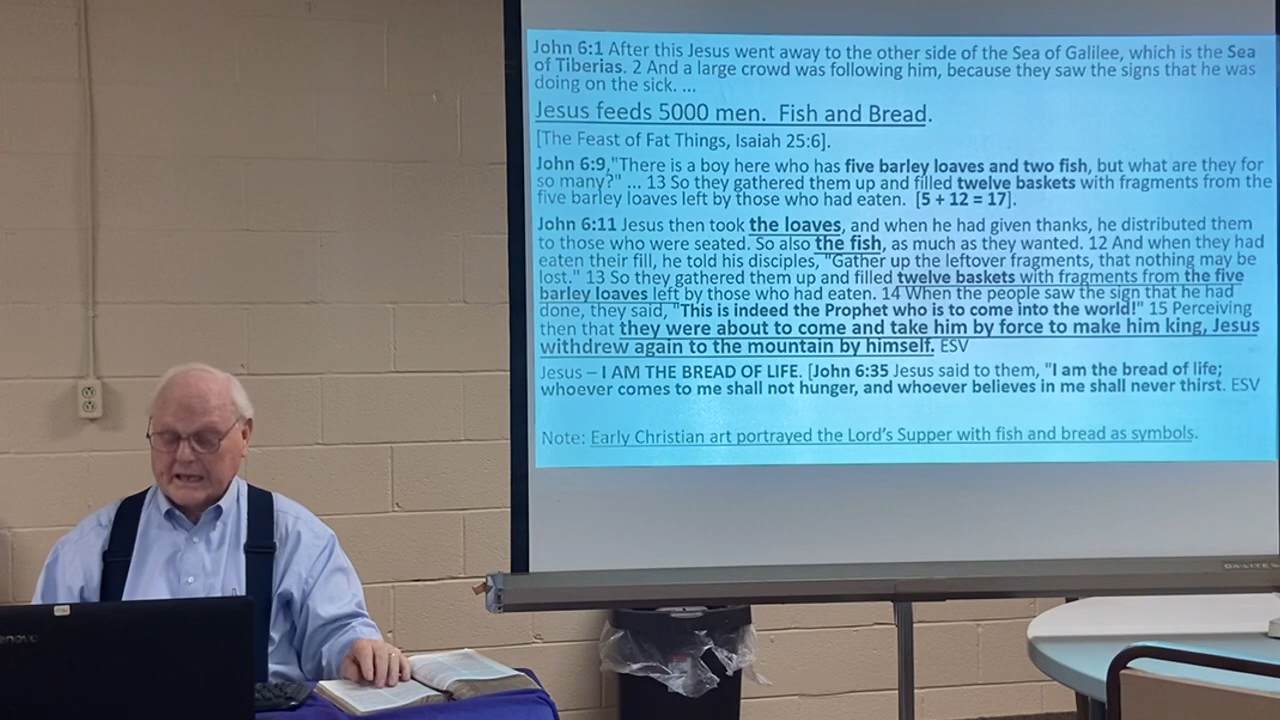 John 6:1 After this Jesus went away to the other side of the Sea of Galilee, which is the Sea
of Tiberias. 2 And a large crowd was following him, because they saw the signs that he was
doing on the sick. ...
Jesus feeds 5000 men. Fish and Bread.
[The Feast of Fat Things, Isaiah 25:6].
John 6:9,"There is a boy here who has five barley loaves and two fish, but what are they for
so many?" ... 13 So they gathered them up and filled twelve baskets with fragments from the
five barley loaves left by those who had eaten. [5 + 12 = 17].
John 6:11 Jesus then took the loaves, and when he had given thanks, he distributed them
to those who were seated. So also the fish, as much as they wanted. 12 And when they had
eaten their fill, he told his disciples, "Gather up the leftover fragments, that nothing may be
lost." 13 So they gathered them up and filled twelve baskets with fragments from the five
barley loaves left by those who had eaten. 14 When the people saw the sign that he had
done, they said, "This is indeed the Prophet who is to come into the world!" 15 Perceiving
then that they were about to come and take him by force to make him king, Jesus
withdrew again to the mountain by himself. ESV
Jesus – I AM THE BREAD OF LIFE. [John 6:35 Jesus said to them, "I am the bread of life;
whoever comes to me shall not hunger, and whoever believes in me shall never thirst. ESV
Note: Early Christian art portrayed the Lord's Supper with fish and bread as symbols.
DA-LITE
enovo